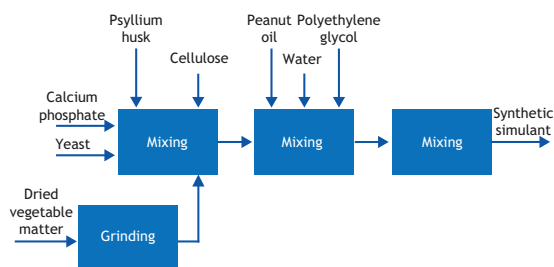 Psyllium
husk
Cellulose
Peanut
oil
Water
Polyethylene
glycol
Calcium
phosphate
Yeast
Mixing
Mixing
Mixing
Synthetic
simulant
Dried
vegetable
matter
Grinding